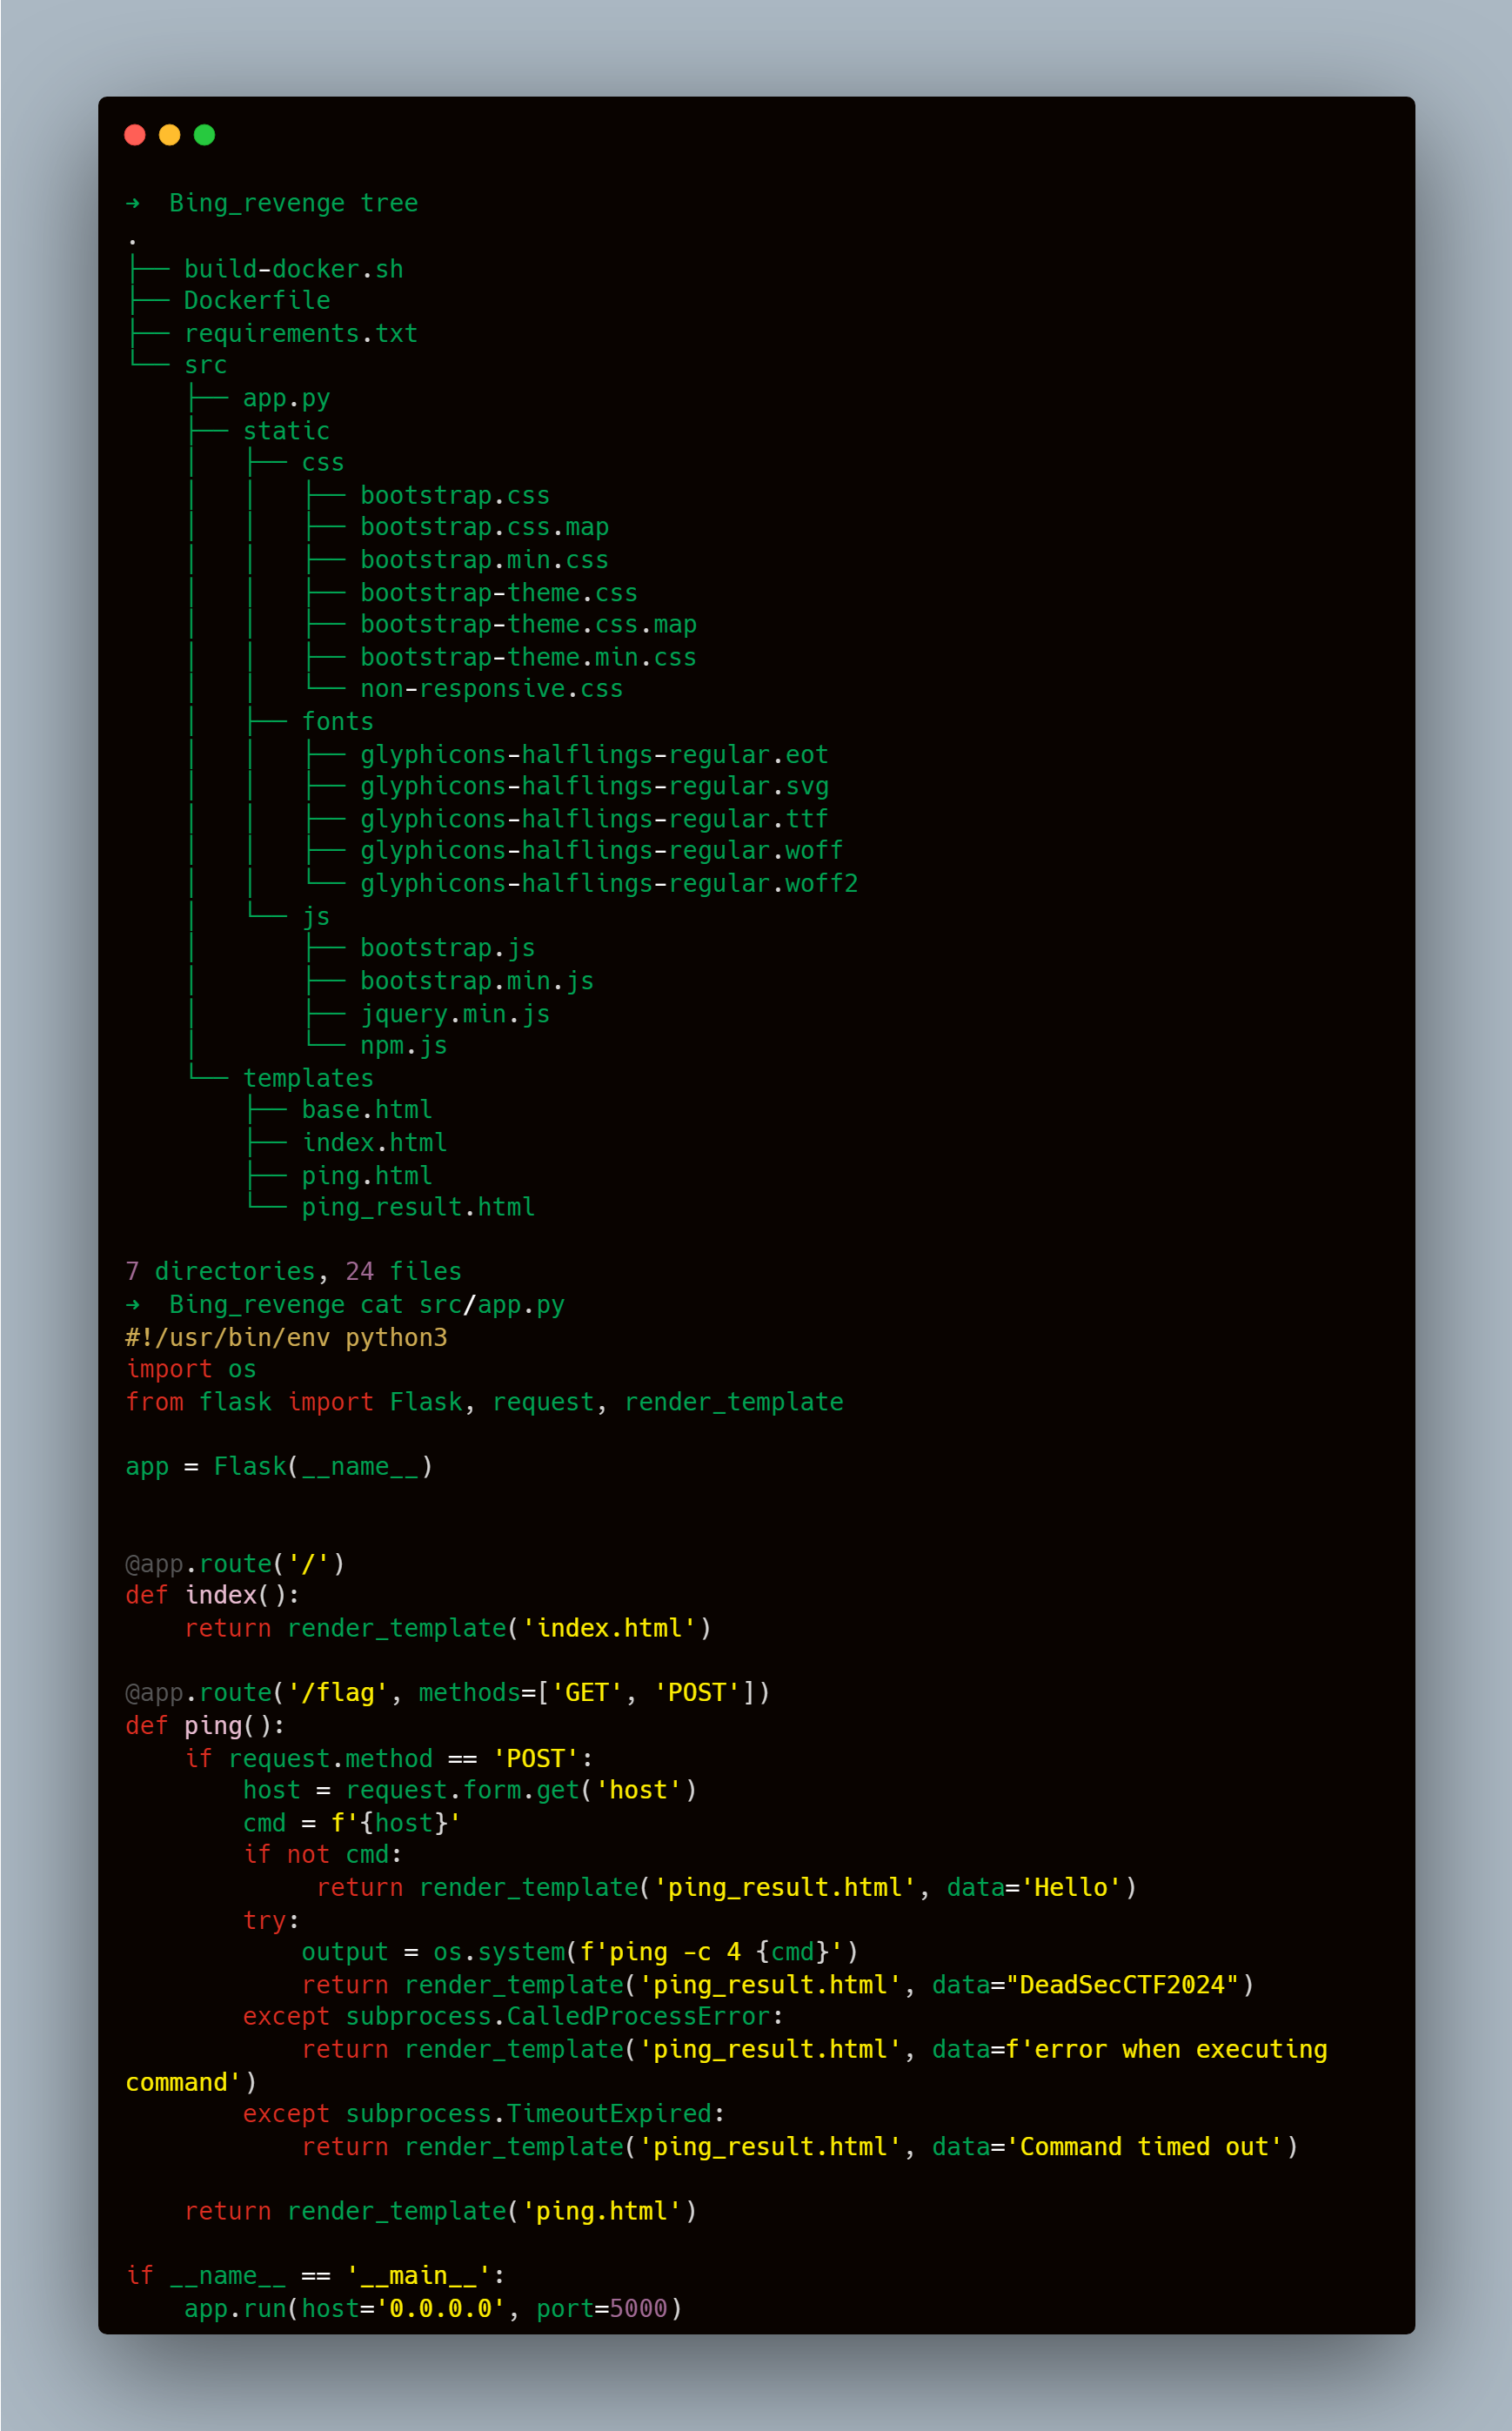 →  Bing_revenge tree
.
├── build-docker.sh
├── Dockerfile
├── requirements.txt
└── src
    ├── app.py
    ├── static
    │   ├── css
    │   │   ├── bootstrap.css
    │   │   ├── bootstrap.css.map
    │   │   ├── bootstrap.min.css
    │   │   ├── bootstrap-theme.css
    │   │   ├── bootstrap-theme.css.map
    │   │   ├── bootstrap-theme.min.css
    │   │   └── non-responsive.css
    │   ├── fonts
    │   │   ├── glyphicons-halflings-regular.eot
    │   │   ├── glyphicons-halflings-regular.svg
    │   │   ├── glyphicons-halflings-regular.ttf
    │   │   ├── glyphicons-halflings-regular.woff
    │   │   └── glyphicons-halflings-regular.woff2
    │   └── js
    │       ├── bootstrap.js
    │       ├── bootstrap.min.js
    │       ├── jquery.min.js
    │       └── npm.js
    └── templates
        ├── base.html
        ├── index.html
        ├── ping.html
        └── ping_result.html

7 directories, 24 files
→  Bing_revenge cat src/app.py
#!/usr/bin/env python3
import os
from flask import Flask, request, render_template

app = Flask(__name__)


@app.route('/')
def index():
    return render_template('index.html')

@app.route('/flag', methods=['GET', 'POST'])
def ping():
    if request.method == 'POST':
        host = request.form.get('host')
        cmd = f'{host}'
        if not cmd:
             return render_template('ping_result.html', data='Hello')
        try:
            output = os.system(f'ping -c 4 {cmd}')
            return render_template('ping_result.html', data="DeadSecCTF2024")
        except subprocess.CalledProcessError:
            return render_template('ping_result.html', data=f'error when executing
command')
        except subprocess.TimeoutExpired:
            return render_template('ping_result.html', data='Command timed out')

    return render_template('ping.html')

if __name__ == '__main__':
    app.run(host='0.0.0.0', port=5000)